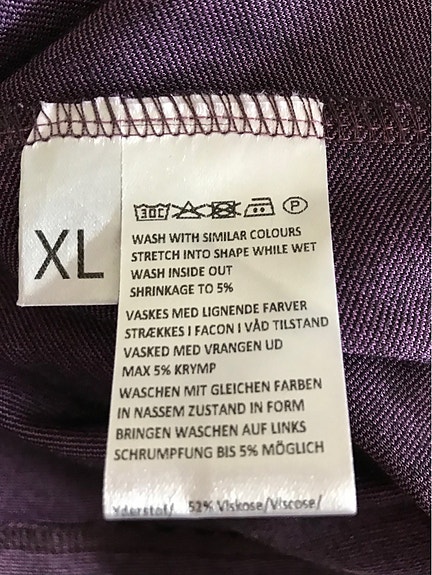 XL
30C P
WASH WITH SIMILAR COLOURS
STRETCH INTO SHAPE WHILE WET
WASH INSIDE OUT
SHRINKAGE TO 5%
VASKES MED LIGNENDE FARVER
STRÆKKES I FACON I VÅD TILSTAND
VASKED MED VRANGEN UD
MAX 5% KRYMP
WASCHEN MIT GLEICHEN FARBEN
IN NASSEM ZUSTAND IN FORM
BRINGEN WASCHEN AUF LINKS
SCHRUMPFUNG BIS 5% MÖGLICH
Yderstof/ 52% Viskose/Viscose/